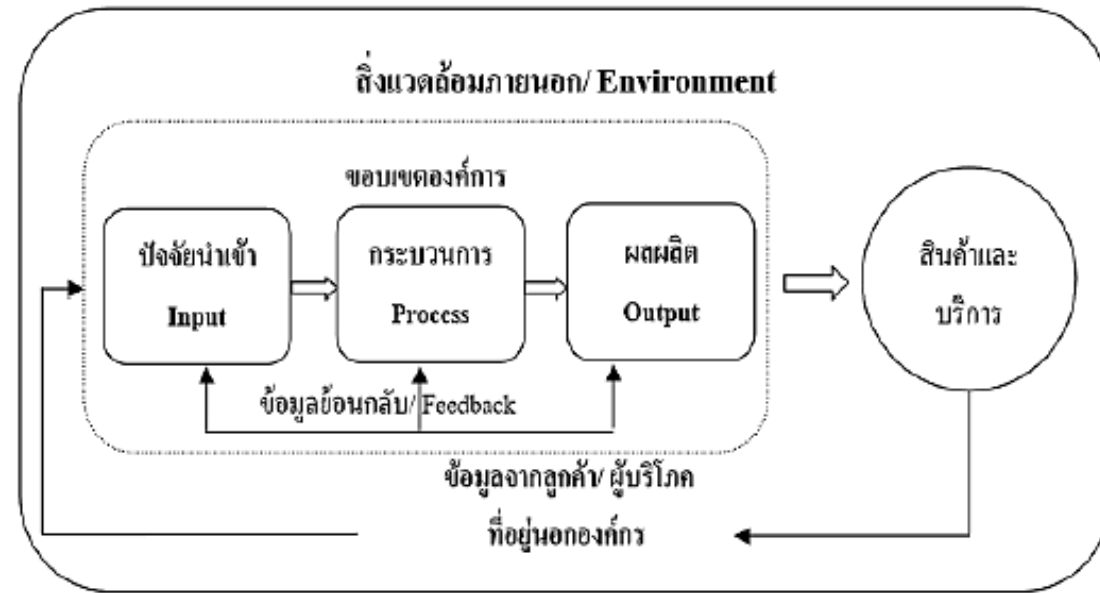 สิ่งแวดล้อมภายนอก/ Environment
ขอบเขตองค์การ
ปัจจัยนำเข้า
Input
กระบวนการ
Process
ผลผลิต
Output
สินค้าและ
บริการ
ข้อมูลย้อนกลับ/ Feedback
ข้อมูลจากลูกค้า/ ผู้บริโภค
ที่อยู่นอกองค์กร